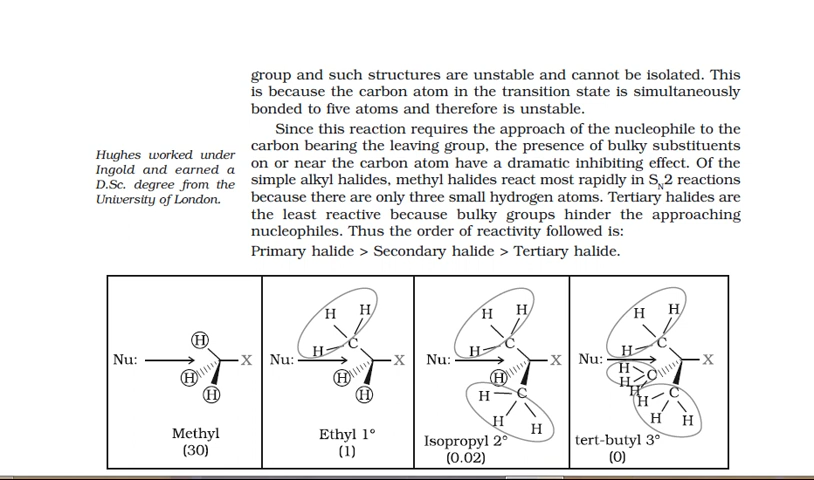 group and such structures are unstable and cannot be isolated. This
is because the carbon atom in the transition state is simultaneously
bonded to five atoms and therefore is unstable.
Since this reaction requires the approach of the nucleophile to the
carbon bearing the leaving group, the presence of bulky substituents
on or near the carbon atom have a dramatic inhibiting effect. Of the
simple alkyl halides, methyl halides react most rapidly in SN2 reactions
because there are only three small hydrogen atoms. Tertiary halides are
the least reactive because bulky groups hinder the approaching
nucleophiles. Thus the order of reactivity followed is:
Primary halide > Secondary halide > Tertiary halide.
Hughes worked under
Ingold and earned a
D.Sc. degree from the
University of London.
Nu:
H
X
H
H
Methyl
(30)
H H
H C
Nu: X
H
H
Ethyl 1°
(1)
H H
H C
Nu: X
H
H C
H H
Isopropyl 2°
(0.02)
H H
H C
Nu: X
H C
H
H
H C
H H
tert-butyl 3°
(0)